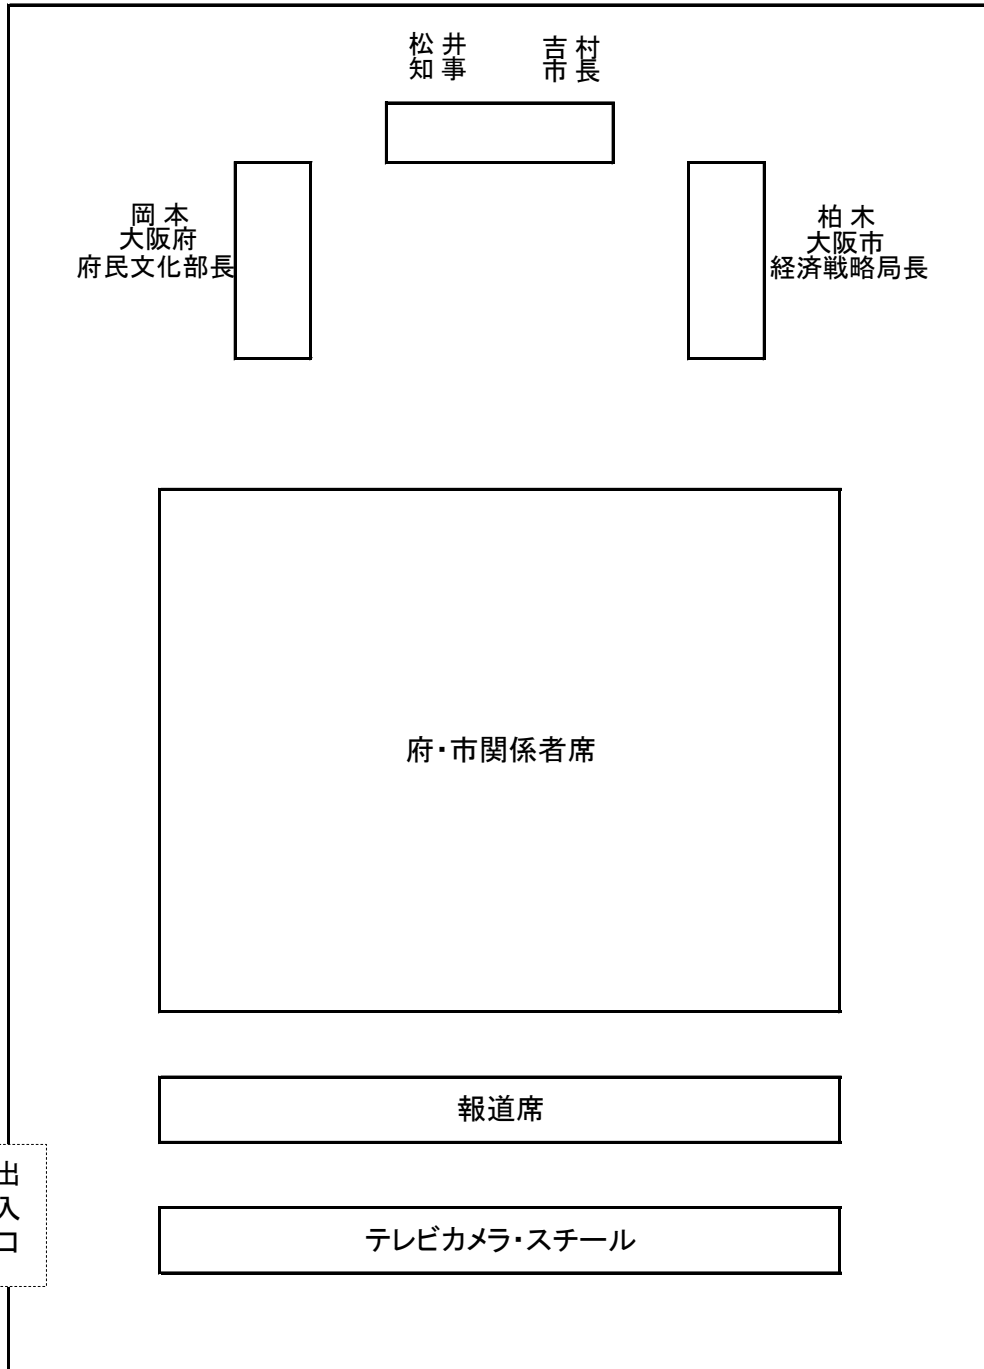 松井 吉村
知事 市長
岡本
大阪府
府民文化部長
柏木
大阪市
経済戦略局長
府・市関係者席
報道席
出入口
テレビカメラ・スチール